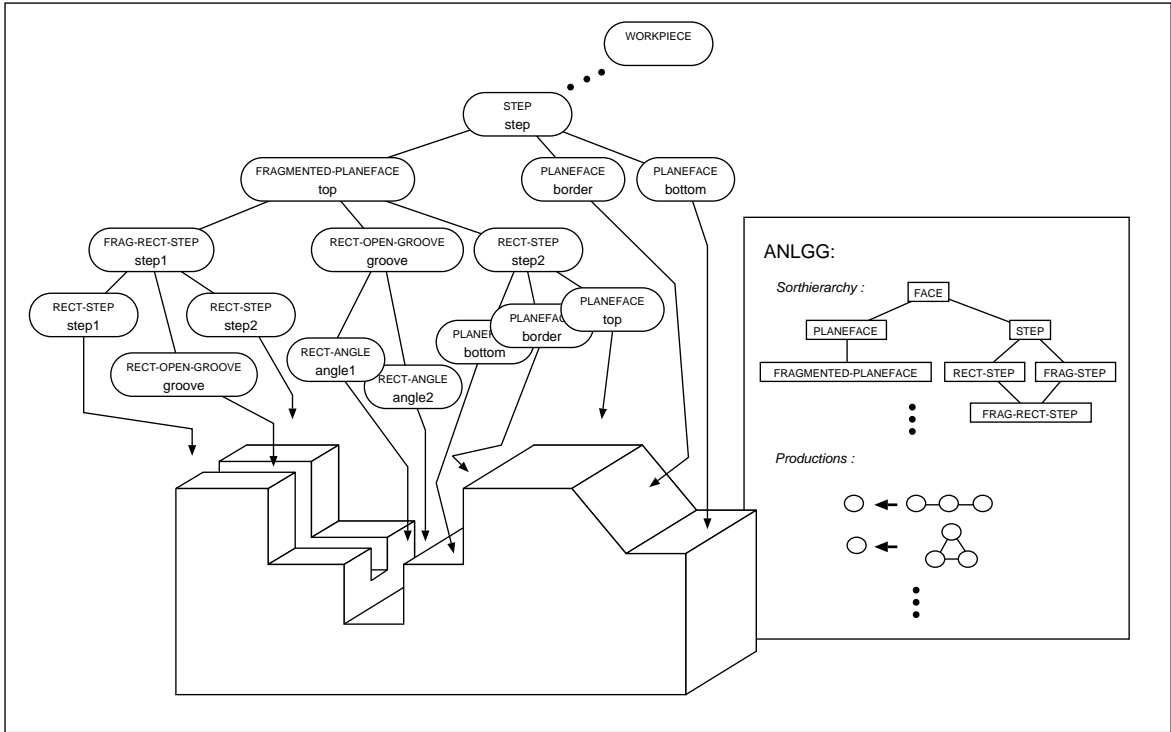 WORKPIECE
STEP
step
FRAGMENTED-PLANEFACE
top
PLANEFACE
border
PLANEFACE
bottom
FRAG-RECT-STEP
step1
RECT-OPEN-GROOVE
groove
RECT-STEP
step2
RECT-STEP
step1
RECT-STEP
step2
RECT-OPEN-GROOVE
groove
RECT-ANGLE
angle1
RECT-ANGLE
angle2
bottom
PLANEFACE
border
PLANEFACE
top
ANLGG:
Sorthierarchy :
FACE
PLANEFACE
STEP
FRAGMENTED-PLANEFACE
RECT-STEP
FRAG-STEP
FRAG-RECT-STEP
Productions :